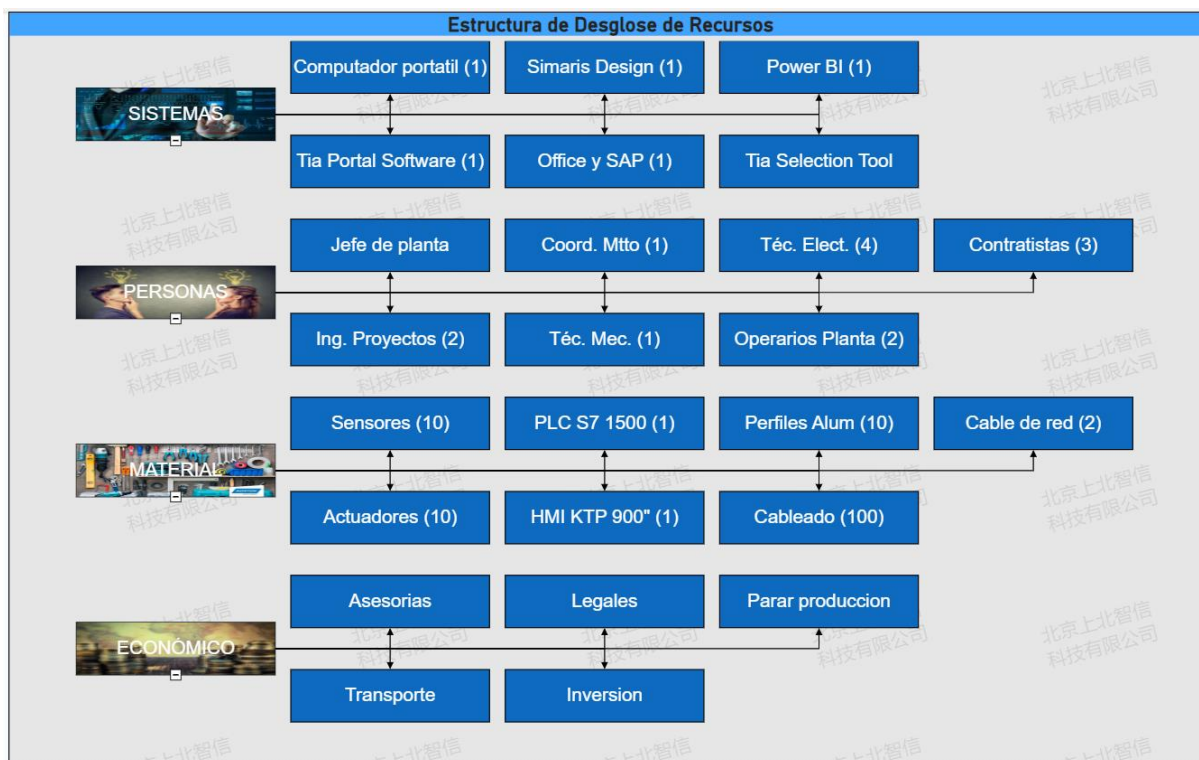 Estructura de Desglose de Recursos
Computador portatil (1)
Simaris Design (1)
Power BI (1)
SISTEMAS
Tia Portal Software (1)
Office y SAP (1)
Tia Selection Tool
Jefe de planta
Coord. Mtto (1)
Téc. Elect. (4)
Contratistas (3)
PERSONAS
Ing. Proyectos (2)
Téc. Mec. (1)
Operarios Planta (2)
Sensores (10)
PLC S7 1500 (1)
Perfiles Alum (10)
Cable de red (2)
MATERIAL
Actuadores (10)
HMI KTP 900" (1)
Cableado (100)
Asesorias
Legales
Parar produccion
ECONÓMICO
Transporte
Inversion
北京上北智信
科技有限公司